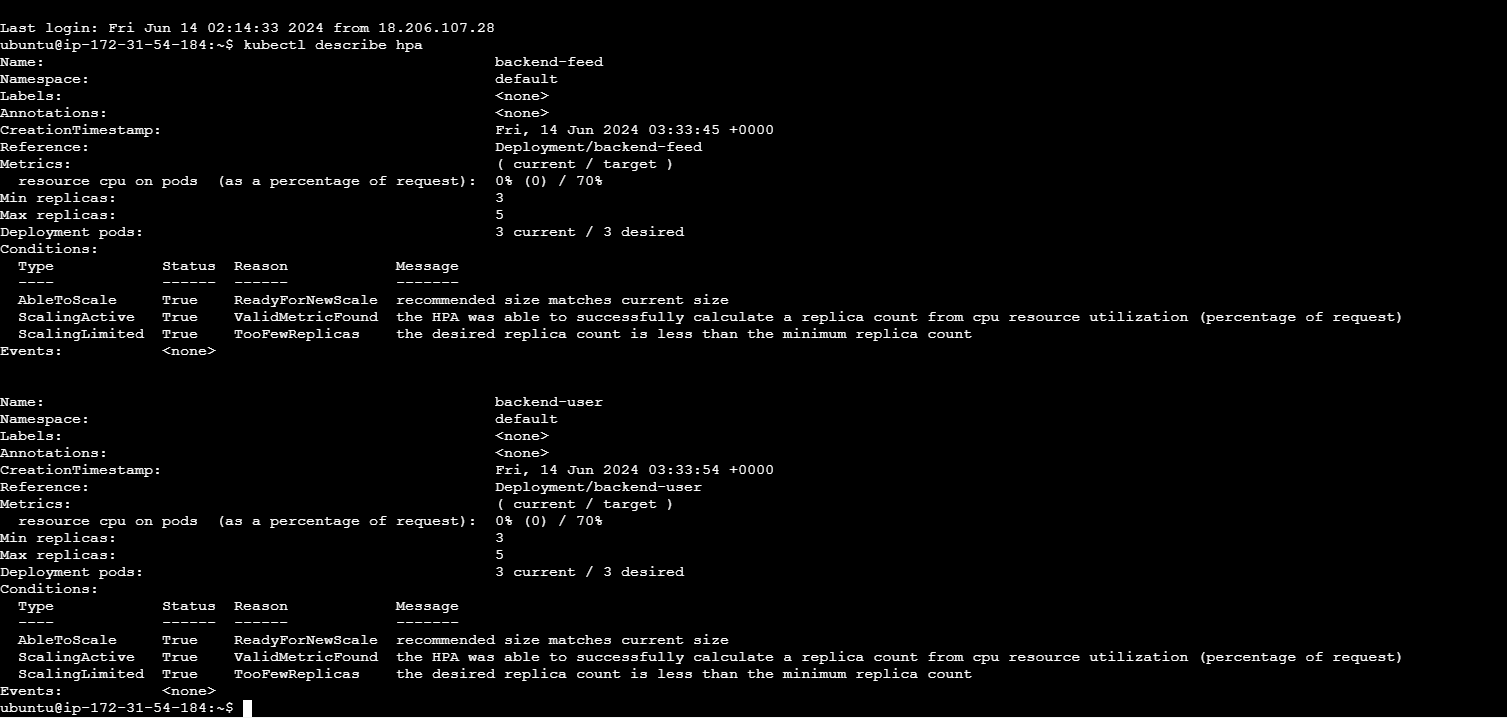 Last login: Fri Jun 14 02:14:33 2024 from 18.206.107.28
ubuntu@ip-172-31-54-184:~$ kubectl describe hpa
Name:                                                  backend-feed
Namespace:                                             default
Labels:                                                <none>
Annotations:                                           <none>
CreationTimestamp:                                     Fri, 14 Jun 2024 03:33:45 +0000
Reference:                                             Deployment/backend-feed
Metrics:                                               ( current / target )
  resource cpu on pods  (as a percentage of request):  0% (0) / 70%
Min replicas:                                          3
Max replicas:                                          5
Deployment pods:                                       3 current / 3 desired
Conditions:
  Type            Status  Reason            Message
  ----            ------  ------            -------
  AbleToScale     True    ReadyForNewScale  recommended size matches current size
  ScalingActive   True    ValidMetricFound  the HPA was able to successfully calculate a replica count from cpu resource utilization (percentage of request)
  ScalingLimited  True    TooFewReplicas    the desired replica count is less than the minimum replica count
Events:           <none>
Name:                                                  backend-user
Namespace:                                             default
Labels:                                                <none>
Annotations:                                           <none>
CreationTimestamp:                                     Fri, 14 Jun 2024 03:33:54 +0000
Reference:                                             Deployment/backend-user
Metrics:                                               ( current / target )
  resource cpu on pods  (as a percentage of request):  0% (0) / 70%
Min replicas:                                          3
Max replicas:                                          5
Deployment pods:                                       3 current / 3 desired
Conditions:
  Type            Status  Reason            Message
  ----            ------  ------            -------
  AbleToScale     True    ReadyForNewScale  recommended size matches current size
  ScalingActive   True    ValidMetricFound  the HPA was able to successfully calculate a replica count from cpu resource utilization (percentage of request)
  ScalingLimited  True    TooFewReplicas    the desired replica count is less than the minimum replica count
Events:           <none>
ubuntu@ip-172-31-54-184:~$